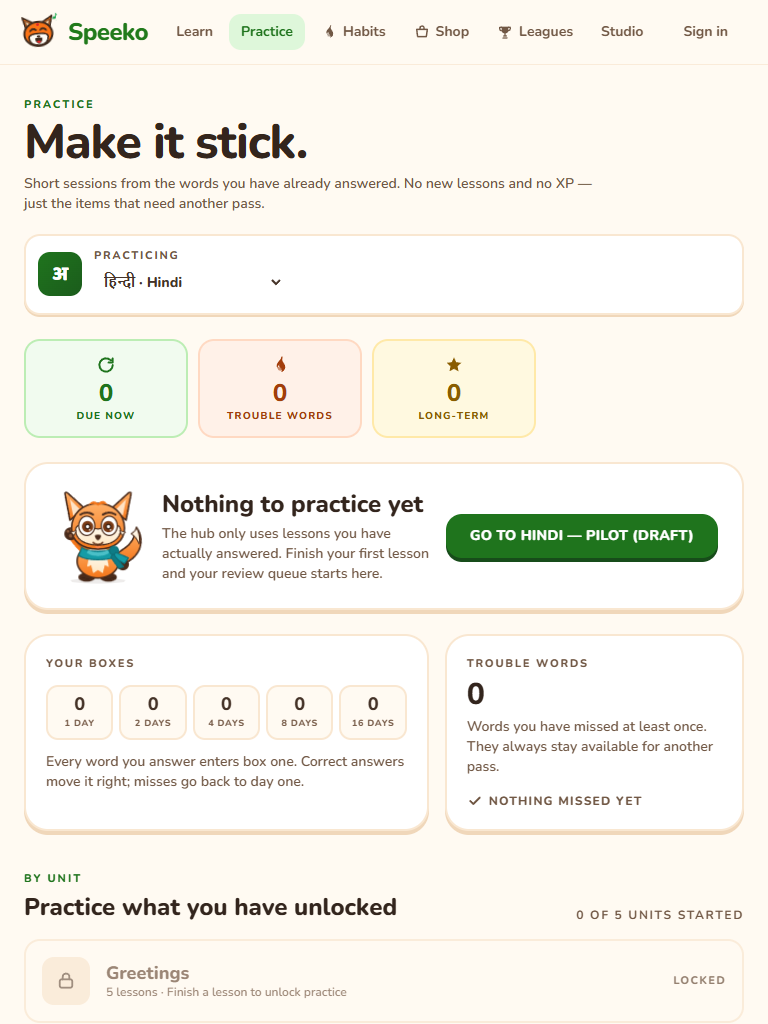 Speeko
Learn
Practice
Habits
Shop
Leagues
Studio
Sign in
PRACTICE
Make it stick.
Short sessions from the words you have already answered. No new lessons and no XP —
just the items that need another pass.
अ
PRACTICING
हिन्दी · Hindi
0
DUE NOW
0
TROUBLE WORDS
0
LONG-TERM
Nothing to practice yet
The hub only uses lessons you have
actually answered. Finish your first lesson
and your review queue starts here.
GO TO HINDI — PILOT (DRAFT)
YOUR BOXES
0
1 DAY
0
2 DAYS
0
4 DAYS
0
8 DAYS
0
16 DAYS
Every word you answer enters box one. Correct answers
move it right; misses go back to day one.
TROUBLE WORDS
0
Words you have missed at least once.
They always stay available for another
pass.
NOTHING MISSED YET
BY UNIT
Practice what you have unlocked
0 OF 5 UNITS STARTED
Greetings
5 lessons · Finish a lesson to unlock practice
LOCKED